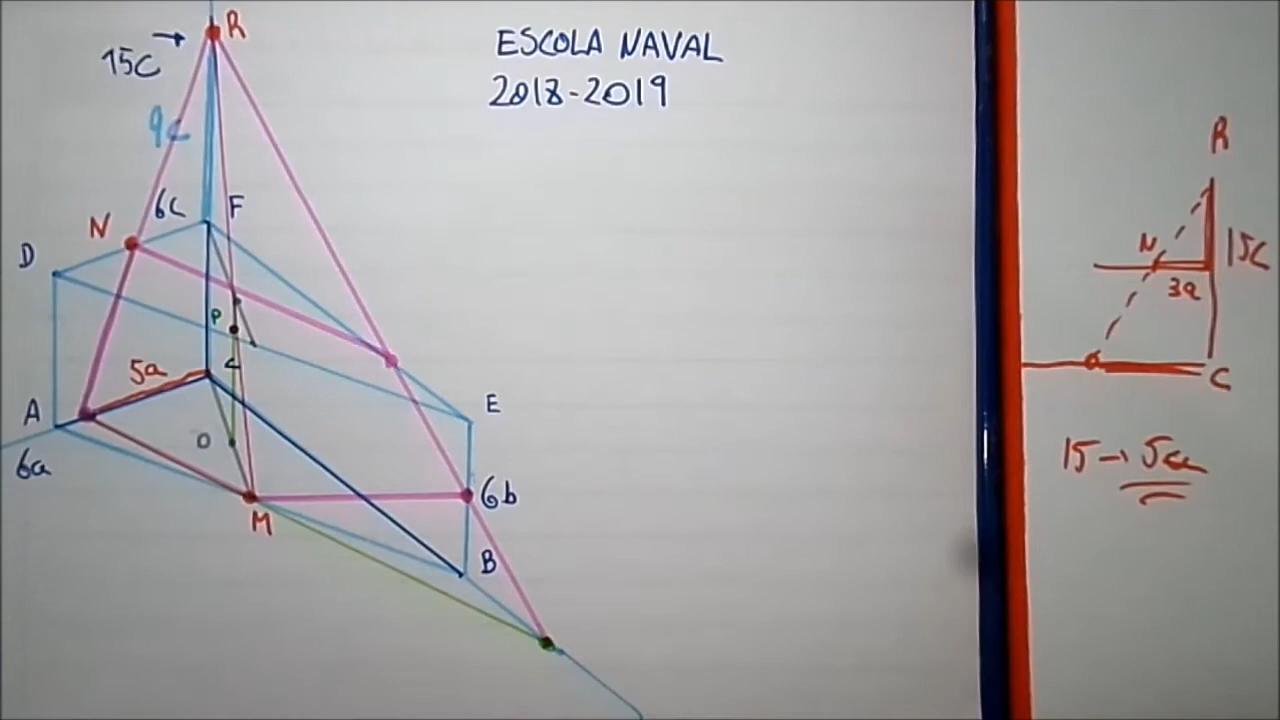 ESCOLA NAVAL
2018-2019
R
15C
9C
6C
F
N
D
P
C
5a
A
E
O
6a
M
6b
B
R
N
15C
3a
C
15→5a